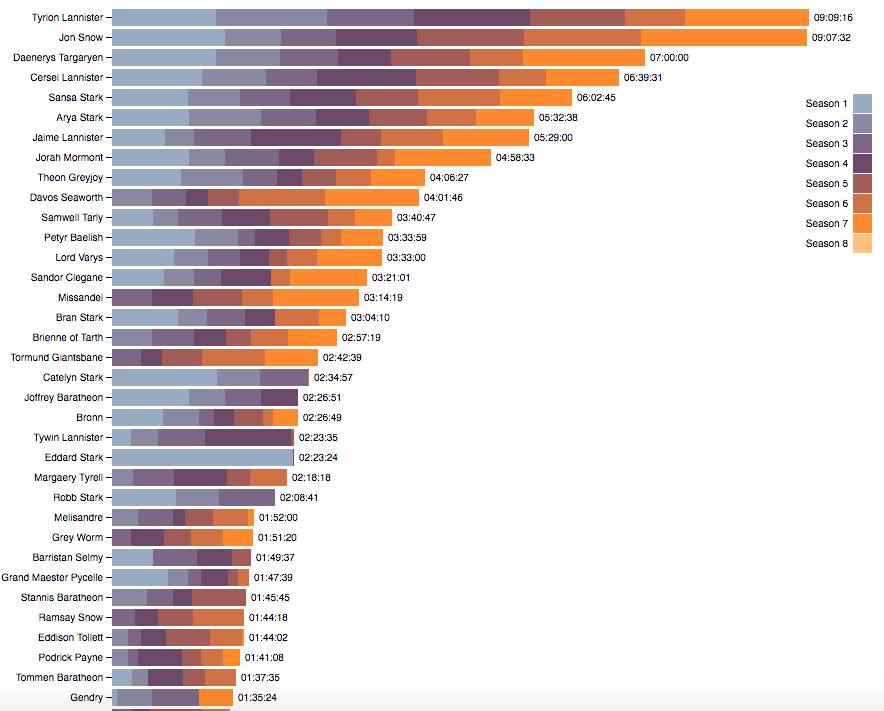 Tyrion Lannister 09:09:16
Jon Snow 09:07:32
Daenerys Targaryen 07:00:00
Cersei Lannister 06:39:31
Sansa Stark 06:02:45
Arya Stark 05:32:38
Jaime Lannister 05:29:00
Jorah Mormont 04:58:33
Theon Greyjoy 04:06:27
Davos Seaworth 04:01:46
Samwell Tarly 03:40:47
Petyr Baelish 03:33:59
Lord Varys 03:33:00
Sandor Clegane 03:21:01
Missandei 03:14:19
Bran Stark 03:04:10
Brienne of Tarth 02:57:19
Tormund Giantsbane 02:42:39
Catelyn Stark 02:34:57
Joffrey Baratheon 02:26:51
Bronn 02:26:49
Tywin Lannister 02:23:35
Eddard Stark 02:23:24
Margaery Tyrell 02:18:18
Robb Stark 02:08:41
Melisandre 01:52:00
Grey Worm 01:51:20
Barristan Selmy 01:49:37
Grand Maester Pycelle 01:47:39
Stannis Baratheon 01:45:45
Ramsay Snow 01:44:18
Eddison Tollett 01:44:02
Podrick Payne 01:41:08
Tommen Baratheon 01:37:35
Gendry 01:35:24
Season 1
Season 2
Season 3
Season 4
Season 5
Season 6
Season 7
Season 8